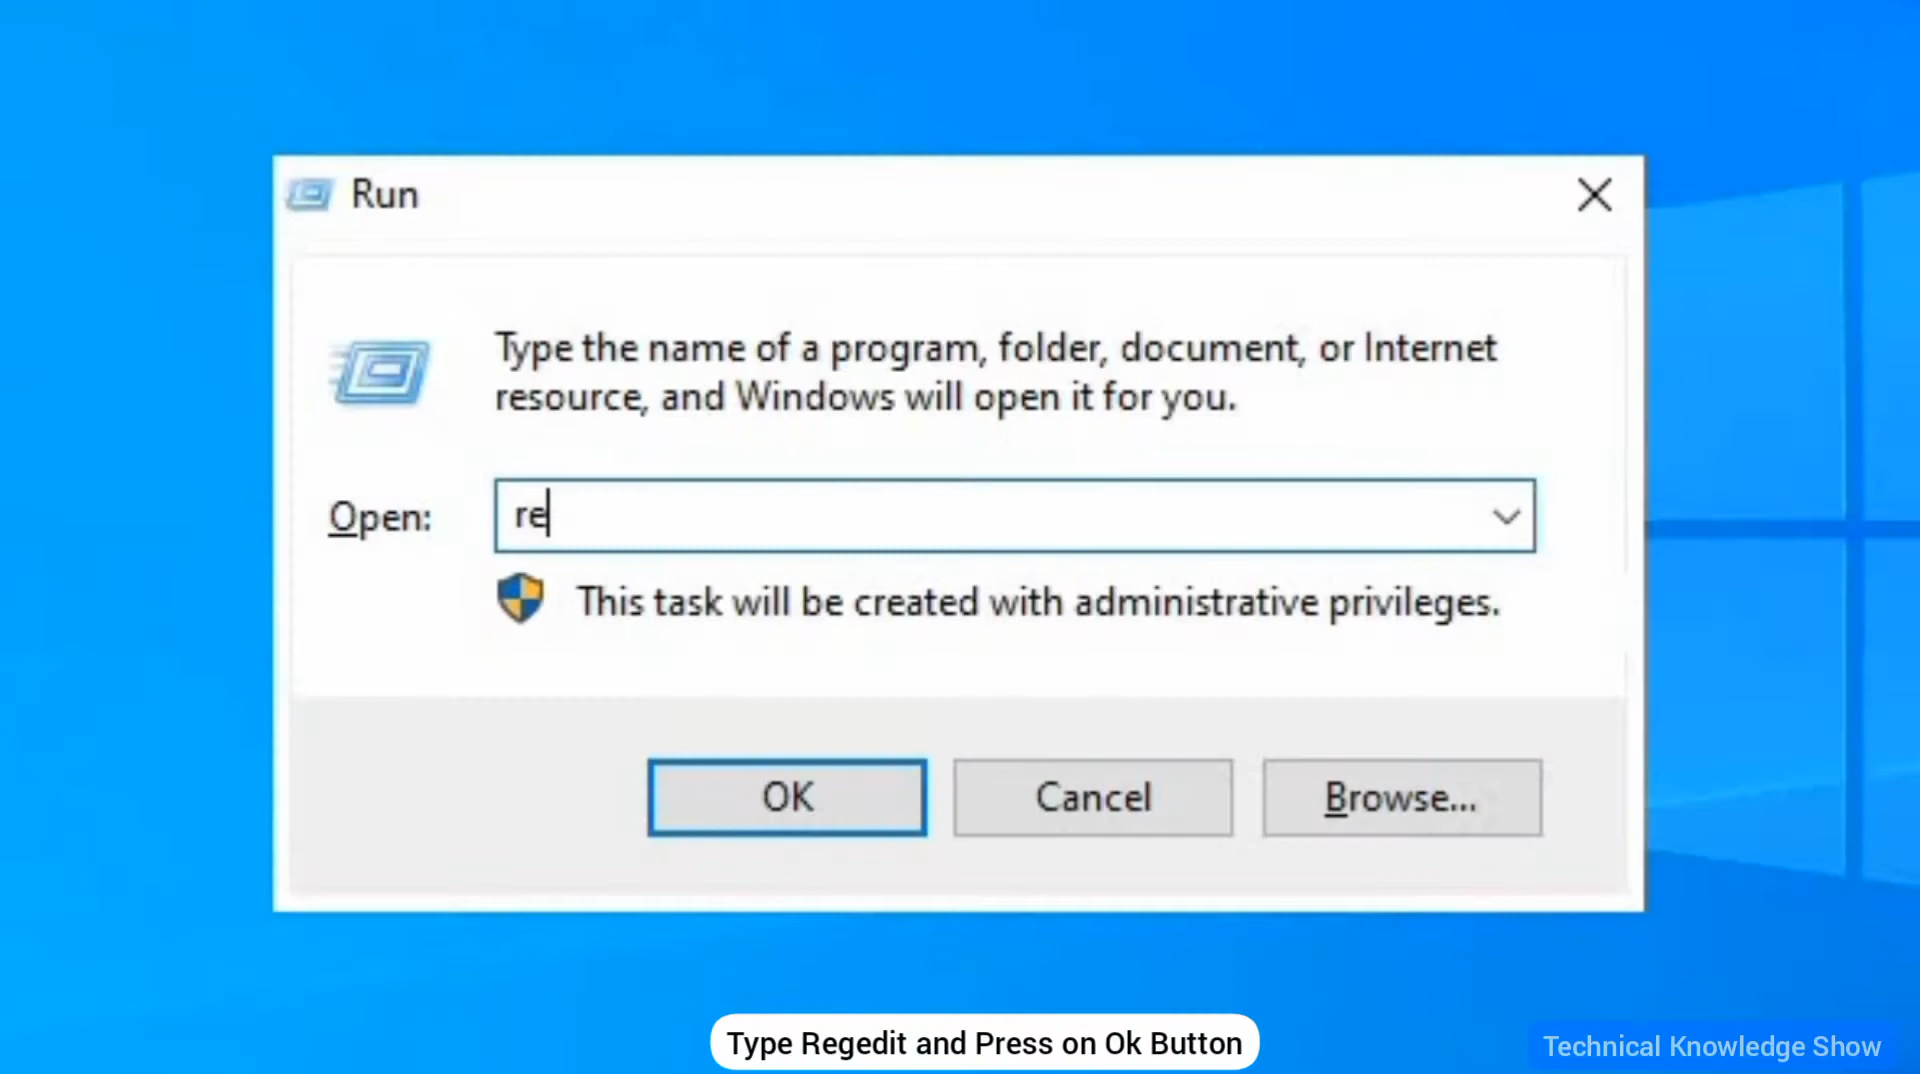 Run
Type the name of a program, folder, document, or Internet
resource, and Windows will open it for you.
Open:
re
This task will be created with administrative privileges.
OK
Cancel
Browse...
Type Regedit and Press on Ok Button
Technical Knowledge Show